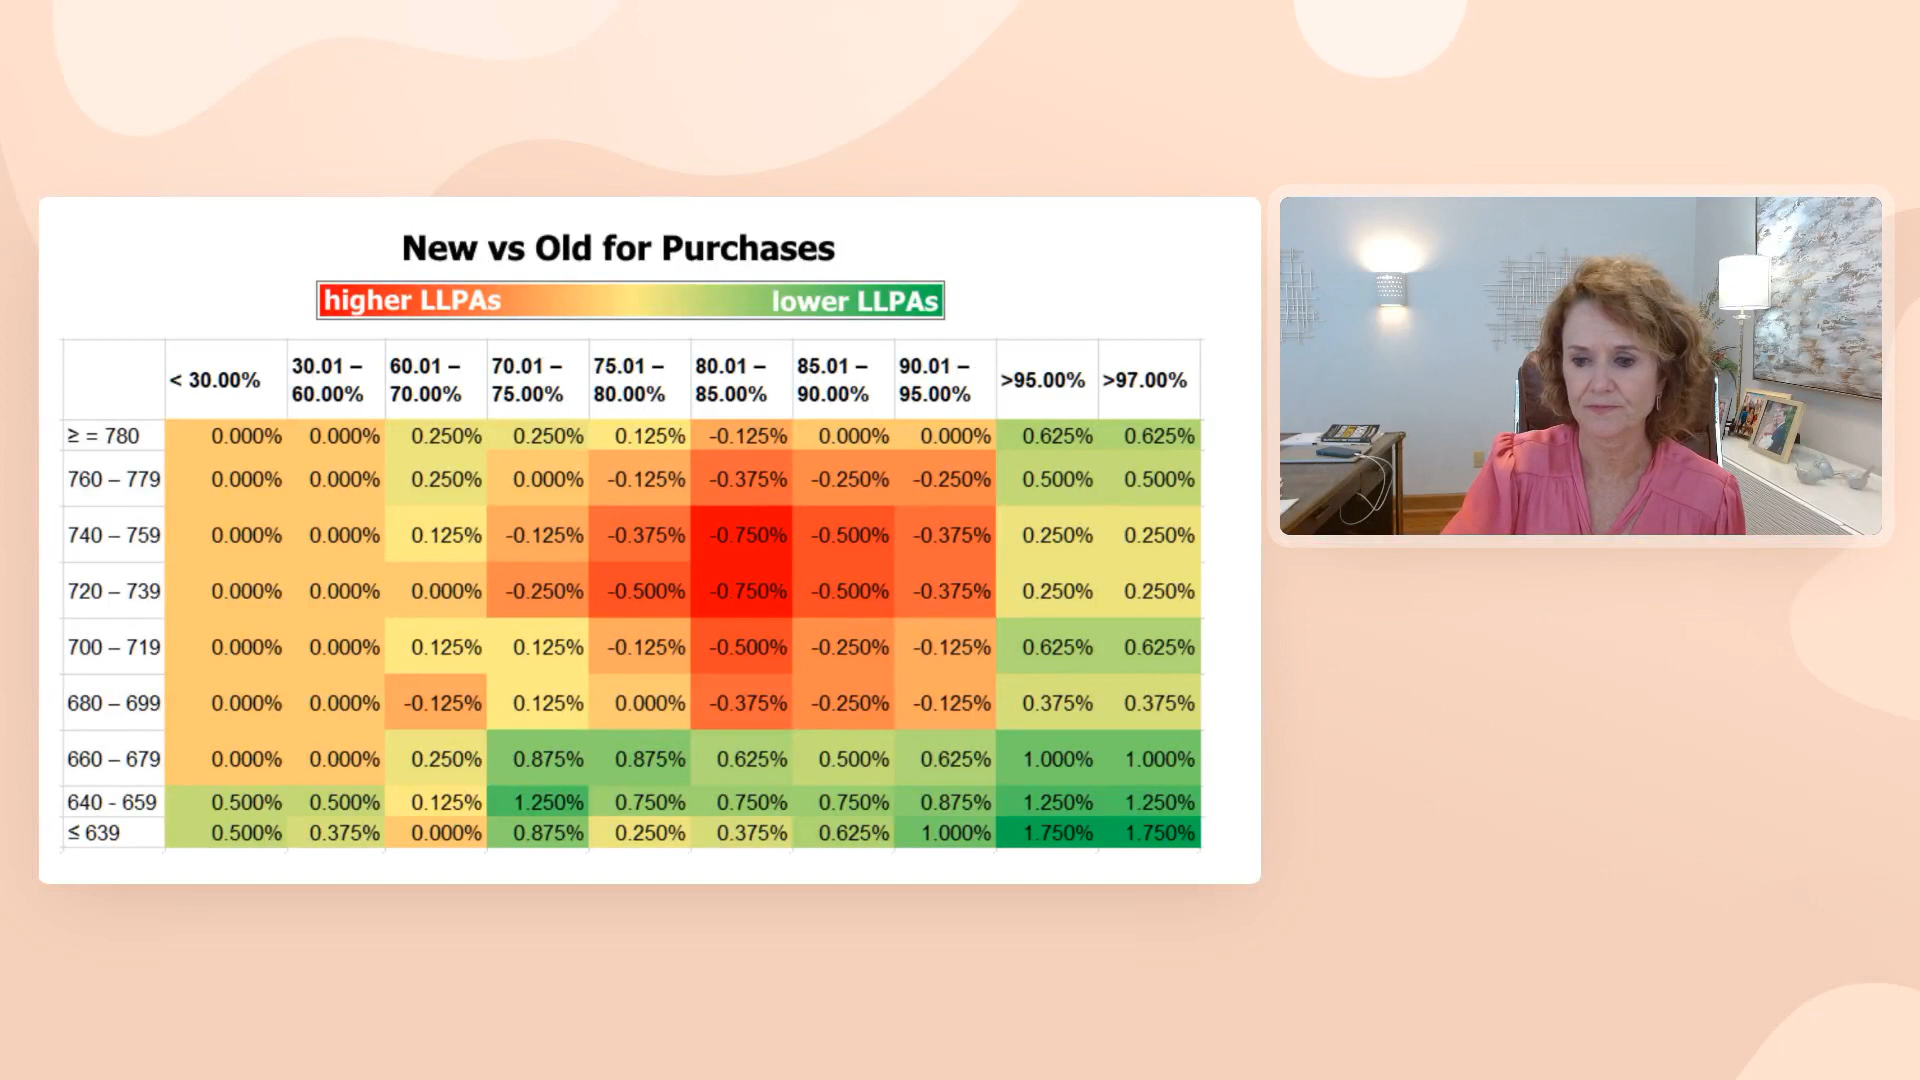 New vs Old for Purchases
higher LLPAs lower LLPAs
< 30.00% 30.01 – 60.00% 60.01 – 70.00% 70.01 – 75.00% 75.01 – 80.00% 80.01 – 85.00% 85.01 – 90.00% 90.01 – 95.00% >95.00% >97.00%
≥ = 780 0.000% 0.000% 0.250% 0.250% 0.125% -0.125% 0.000% 0.000% 0.625% 0.625%
760 – 779 0.000% 0.000% 0.250% 0.000% -0.125% -0.375% -0.250% -0.250% 0.500% 0.500%
740 – 759 0.000% 0.000% 0.125% -0.125% -0.375% -0.750% -0.500% -0.375% 0.250% 0.250%
720 – 739 0.000% 0.000% 0.000% -0.250% -0.500% -0.750% -0.500% -0.375% 0.250% 0.250%
700 – 719 0.000% 0.000% 0.125% 0.125% -0.125% -0.500% -0.250% -0.125% 0.625% 0.625%
680 – 699 0.000% 0.000% -0.125% 0.125% 0.000% -0.375% -0.250% -0.125% 0.375% 0.375%
660 – 679 0.000% 0.000% 0.250% 0.875% 0.875% 0.625% 0.500% 0.625% 1.000% 1.000%
640 - 659 0.500% 0.500% 0.125% 1.250% 0.750% 0.750% 0.750% 0.875% 1.250% 1.250%
≤ 639 0.500% 0.375% 0.000% 0.875% 0.250% 0.375% 0.625% 1.000% 1.750% 1.750%